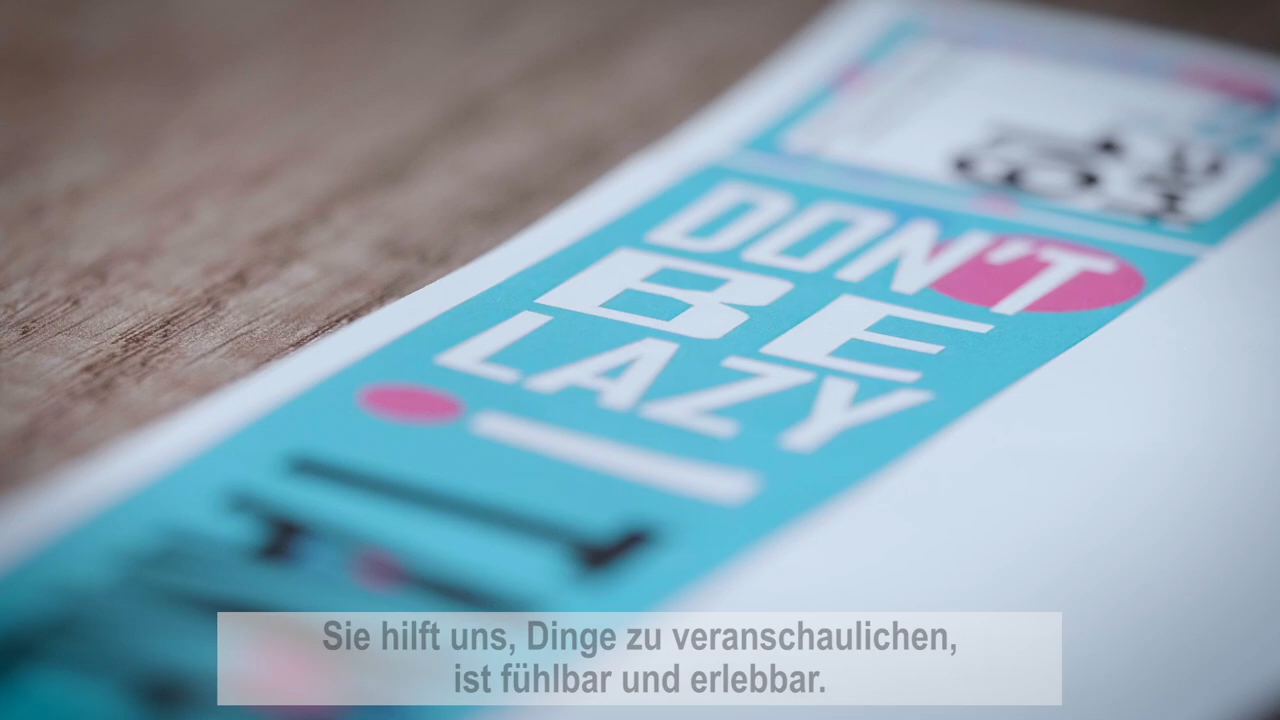 DON'T
BE
LAZY
Sie hilft uns, Dinge zu veranschaulichen,
ist fühlbar und erlebbar.